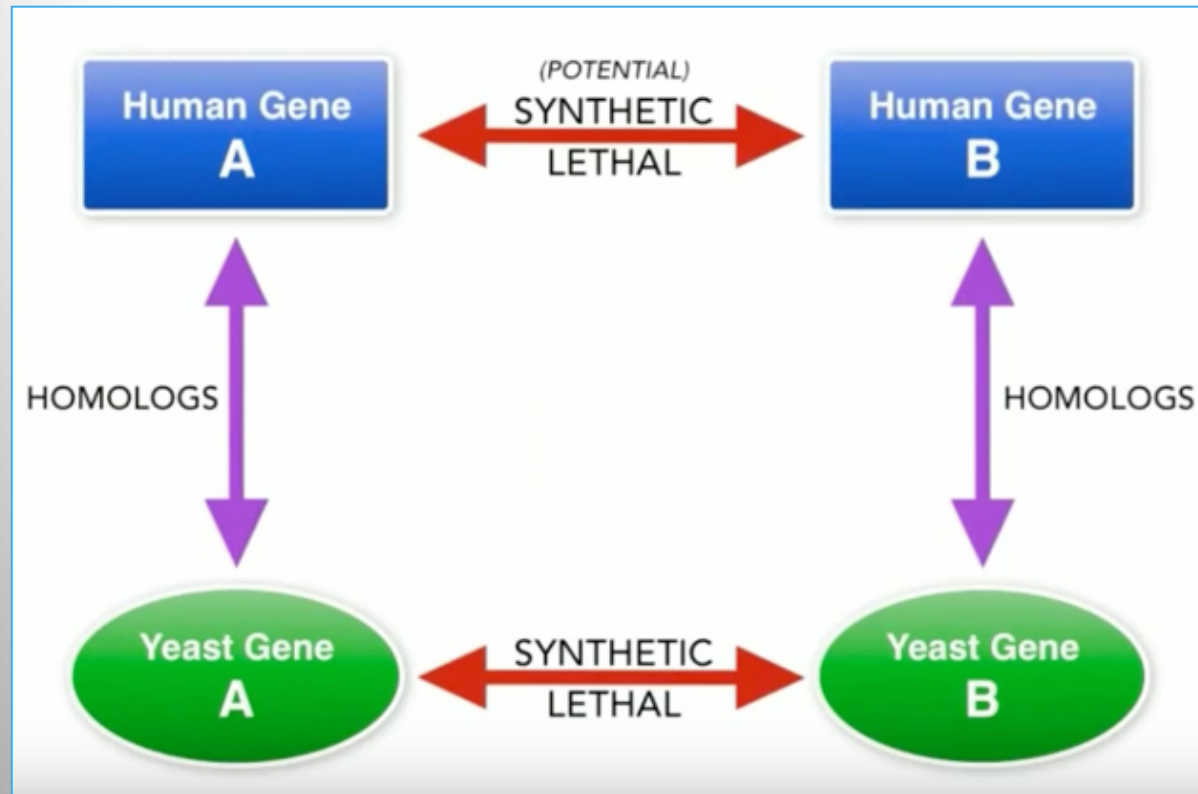 Human Gene
A
(POTENTIAL)
SYNTHETIC
LETHAL
Human Gene
B
HOMOLOGS
HOMOLOGS
Yeast Gene
A
SYNTHETIC
LETHAL
Yeast Gene
B